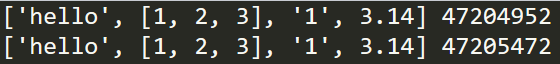 ['hello', [1, 2, 3], '1', 3.14] 47204952
['hello', [1, 2, 3], '1', 3.14] 47205472